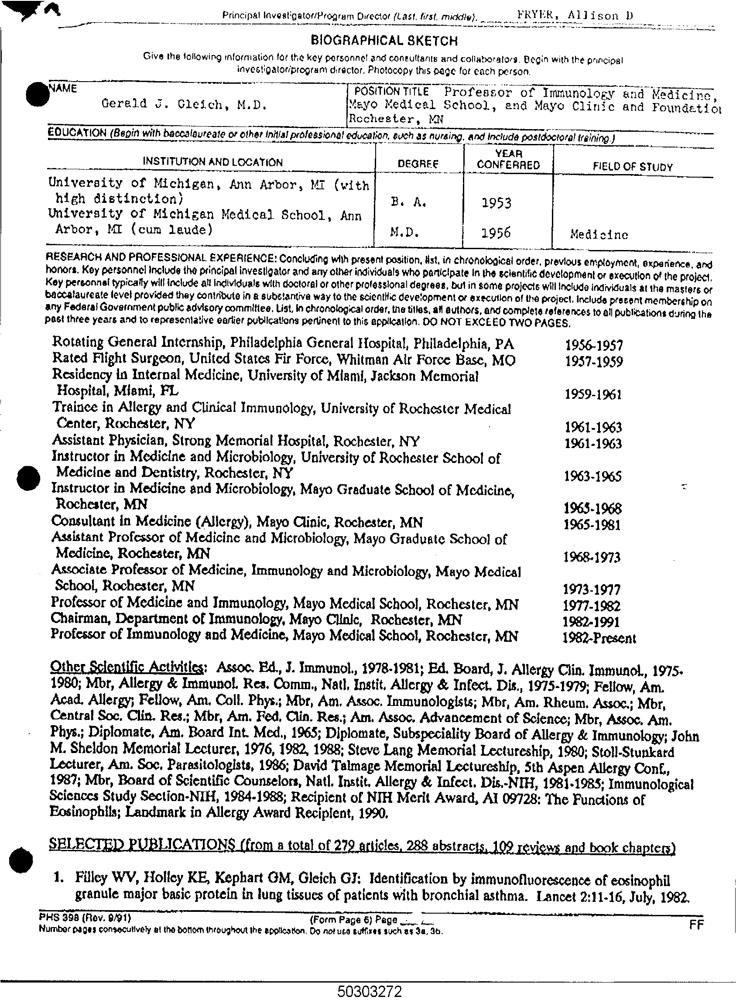 Principal Investigator/Program Director (Last, first, middle): FRYER, Allison D
BIOGRAPHICAL SKETCH
Give the following information for the key personnel and consultants and collaborators. Begin with the principal
investigator/program director. Photocopy this page for each person.
NAME
Gerald J. Gleich, M.D.
POSITION TITLE Professor of Immunology and Medicine,
Mayo Medical School, and Mayo Clinic and Foundation
Rochester, MN
EDUCATION (Begin with baccalaureate or other initial professional education, such as nursing, and include postdoctoral training.)
INSTITUTION AND LOCATION DEGREE YEAR CONFERRED FIELD OF STUDY
University of Michigan, Ann Arbor, MI (with
high distinction) B. A. 1953
University of Michigan Medical School, Ann
Arbor, MI (cum laude) M.D. 1956 Medicine
RESEARCH AND PROFESSIONAL EXPERIENCE: Concluding with present position, list, in chronological order, previous employment, experience, and
honors. Key personnel include the principal investigator and any other individuals who participate in the scientific development or execution of the project.
Key personnel typically will include all individuals with doctoral or other professional degrees, but in some projects will include individuals at the masters or
baccalaureate level provided they contribute in a substantive way to the scientific development or execution of the project. Include present membership on
any Federal Government public advisory committee. List, in chronological order, the titles, all authors, and complete references to all publications during the
past three years and to representative earlier publications pertinent to this application. DO NOT EXCEED TWO PAGES.
Rotating General Internship, Philadelphia General Hospital, Philadelphia, PA 1956-1957
Rated Flight Surgeon, United States Fir Force, Whitman Air Force Base, MO 1957-1959
Residency in Internal Medicine, University of Miami, Jackson Memorial
Hospital, Miami, FL 1959-1961
Trainee in Allergy and Clinical Immunology, University of Rochester Medical
Center, Rochester, NY 1961-1963
Assistant Physician, Strong Memorial Hospital, Rochester, NY 1961-1963
Instructor in Medicine and Microbiology, University of Rochester School of
Medicine and Dentistry, Rochester, NY 1963-1965
Instructor in Medicine and Microbiology, Mayo Graduate School of Medicine,
Rochester, MN 1965-1968
Consultant in Medicine (Allergy), Mayo Clinic, Rochester, MN 1965-1981
Assistant Professor of Medicine and Microbiology, Mayo Graduate School of
Medicine, Rochester, MN 1968-1973
Associate Professor of Medicine, Immunology and Microbiology, Mayo Medical
School, Rochester, MN 1973-1977
Professor of Medicine and Immunology, Mayo Medical School, Rochester, MN 1977-1982
Chairman, Department of Immunology, Mayo Clinic, Rochester, MN 1982-1991
Professor of Immunology and Medicine, Mayo Medical School, Rochester, MN 1982-Present
Other Scientific Activities: Assoc. Ed., J. Immunol., 1978-1981; Ed. Board, J. Allergy Clin. Immunol., 1975-
1980; Mbr, Allergy & Immunol. Res. Comm., Natl. Instit. Allergy & Infect. Dis., 1975-1979; Fellow, Am.
Acad. Allergy; Fellow, Am. Coll. Phys.; Mbr, Am. Assoc. Immunologists; Mbr, Am. Rheum. Assoc.; Mbr,
Central Soc. Clin. Res.; Mbr, Am. Fed. Clin. Res.; Am. Assoc. Advancement of Science; Mbr, Assoc. Am.
Phys.; Diplomate, Am. Board Int. Med., 1965; Diplomate, Subspeciality Board of Allergy & Immunology; John
M. Sheldon Memorial Lecturer, 1976, 1982, 1988; Steve Lang Memorial Lectureship, 1980; Stoll-Stunkard
Lecturer, Am. Soc. Parasitologists, 1986; David Talmage Memorial Lectureship, 5th Aspen Allergy Conf.,
1987; Mbr, Board of Scientific Counselors, Natl. Instit. Allergy & Infect. Dis.-NIH, 1981-1985; Immunological
Sciences Study Section-NIH, 1984-1988; Recipient of NIH Merit Award, AI 09728: The Functions of
Eosinophils; Landmark in Allergy Award Recipient, 1990.
SELECTED PUBLICATIONS (from a total of 279 articles, 288 abstracts, 109 reviews and book chapters)
1. Filley WV, Holley KE, Kephart GM, Gleich GJ: Identification by immunofluorescence of eosinophil
granule major basic protein in lung tissues of patients with bronchial asthma. Lancet 2:11-16, July, 1982.
PHS 398 (Rev. 9/91) (Form Page 6) Page FF
Number pages consecutively at the bottom throughout the application. Do not use suffixes such as 3a, 3b.
50303272